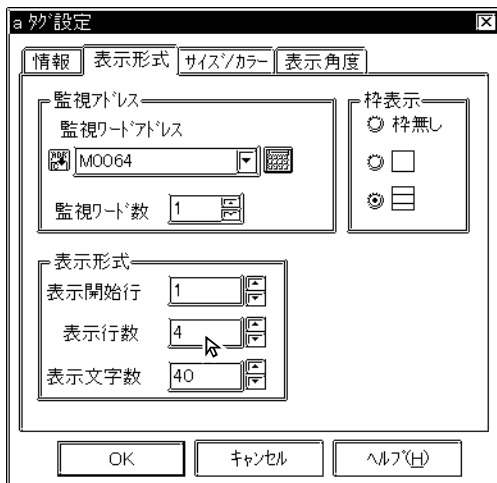 a ﾀｸﾞ設定
情報 表示形式 ｻｲｽﾞ/ｶﾗｰ 表示角度
監視ｱﾄﾞﾚｽ
監視ﾜｰﾄﾞｱﾄﾞﾚｽ
M0064
監視ﾜｰﾄﾞ数 1
枠表示
枠無し
表示形式
表示開始行 1
表示行数 4
表示文字数 40
OK ｷｬﾝｾﾙ ﾍﾙﾌﾟ(H)